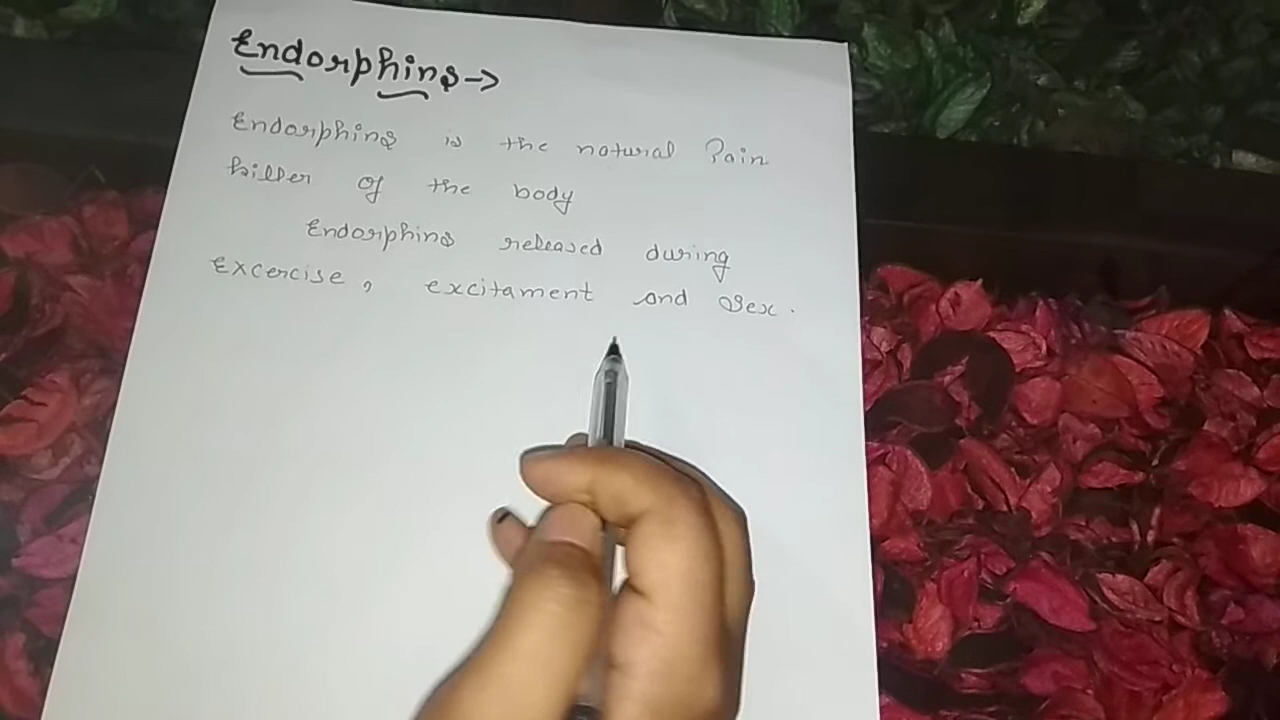 Endorphins→
Endorphins is the natural Pain
killer of the body
Endorphins released during
Excercise, excitament and Sex.